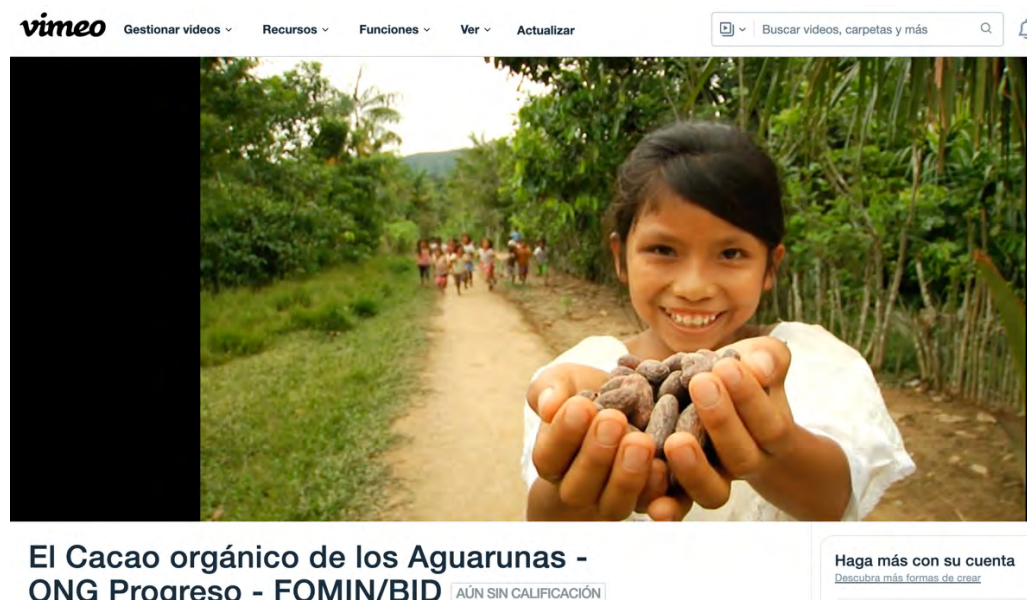 vimeo Gestionar videos Recursos Funciones Ver Actualizar Buscar videos, carpetas y más
El Cacao orgánico de los Aguarunas -
ONG Progreso - FOMIN/BID AÚN SIN CALIFICACIÓN
Haga más con su cuenta
Descubra más formas de crear